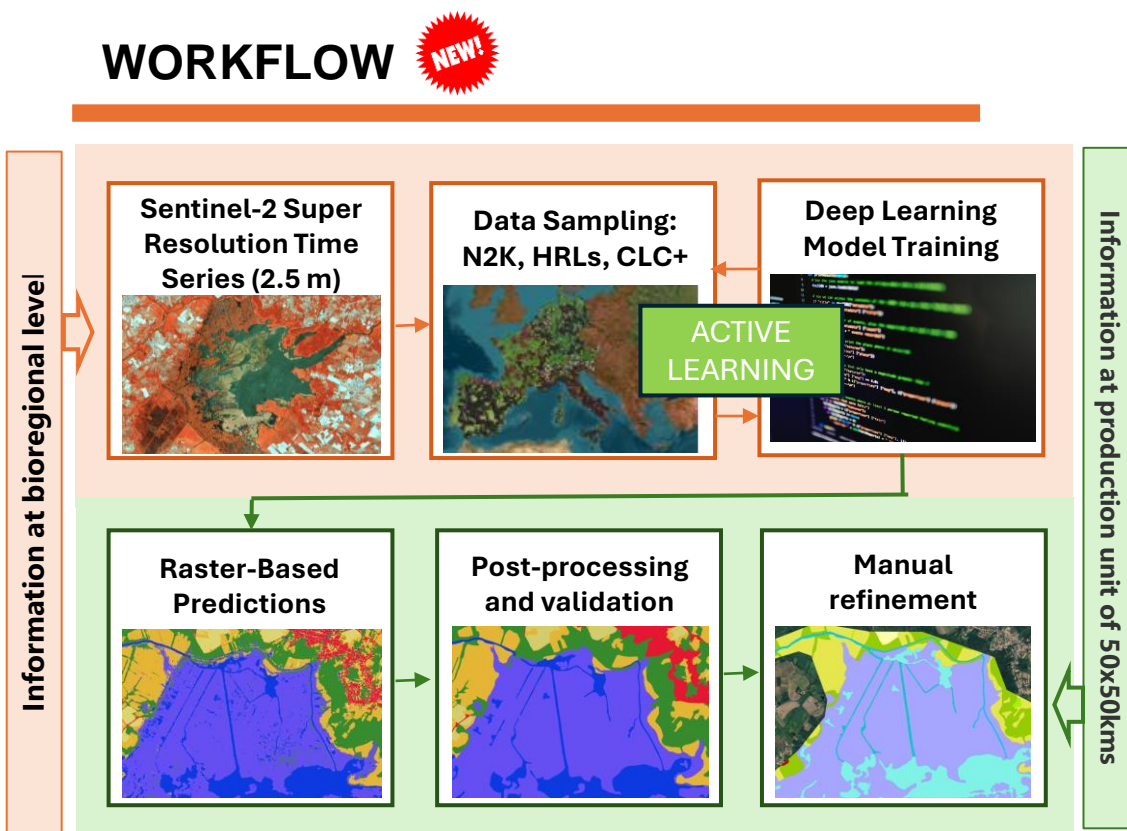 WORKFLOW
NEW!
Information at bioregional level
Sentinel-2 Super
Resolution Time
Series (2.5 m)
Data Sampling:
N2K, HRLs, CLC+
Deep Learning
Model Training
ACTIVE
LEARNING
Information at production unit of 50x50kms
Raster-Based
Predictions
Post-processing
and validation
Manual
refinement